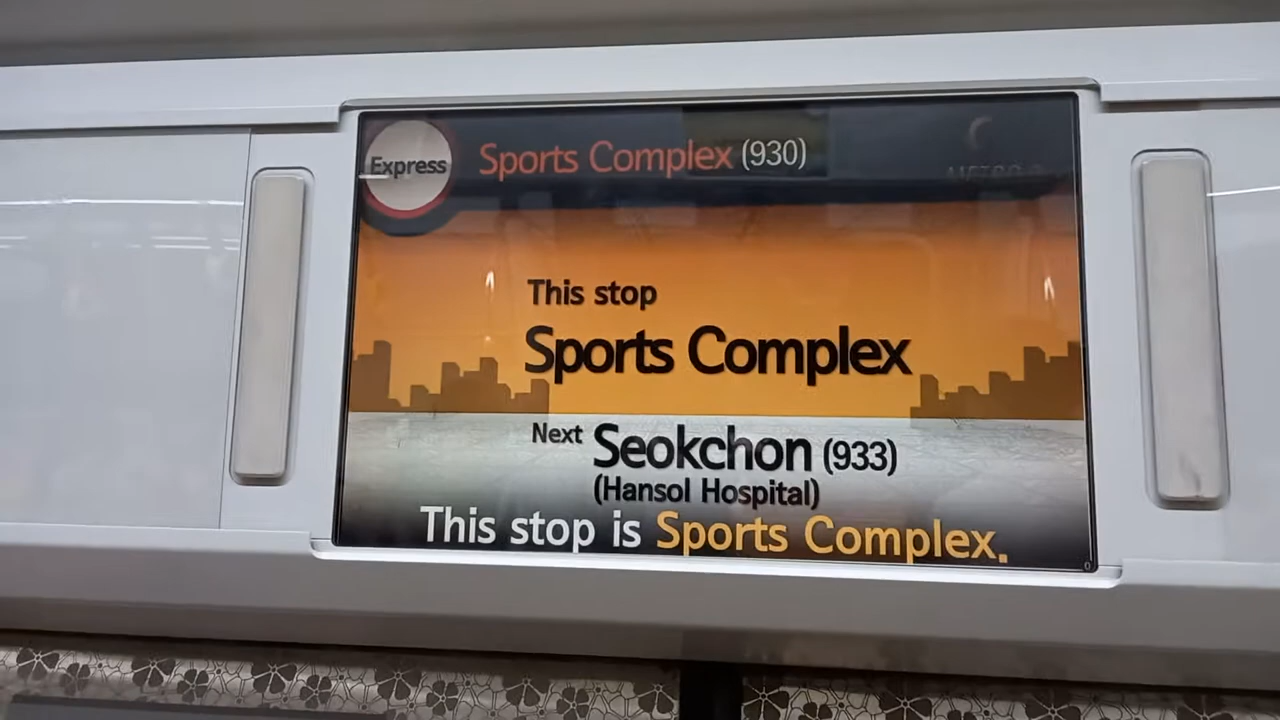 Express
Sports Complex (930)
This stop
Sports Complex
Next Seokchon (933)
(Hansol Hospital)
This stop is Sports Complex.